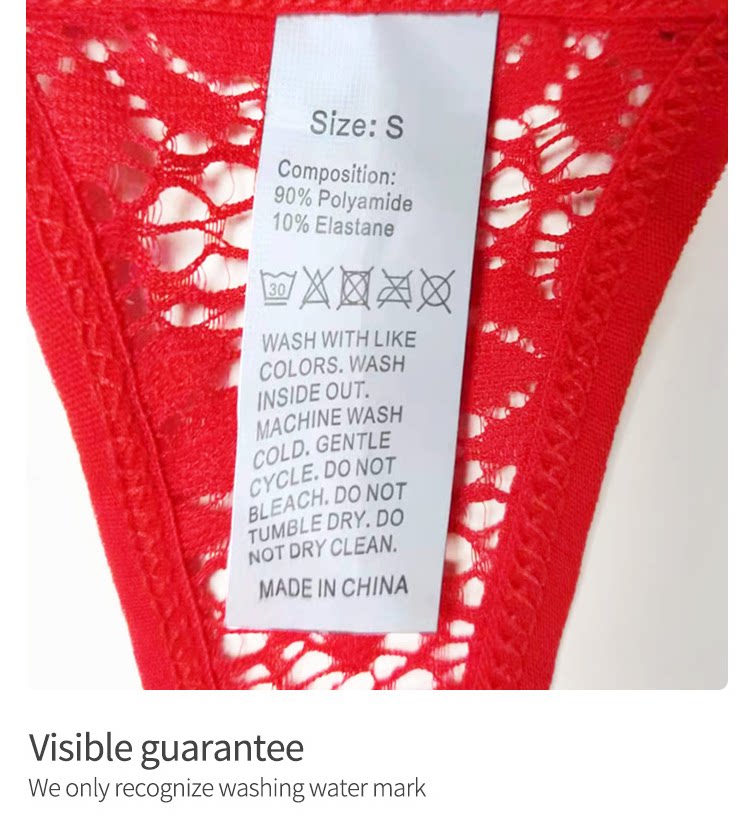 Size: S
Composition:
90% Polyamide
10% Elastane
30
WASH WITH LIKE
COLORS. WASH
INSIDE OUT.
MACHINE WASH
COLD. GENTLE
CYCLE. DO NOT
BLEACH. DO NOT
TUMBLE DRY. DO
NOT DRY CLEAN.
MADE IN CHINA
Visible guarantee
We only recognize washing water mark